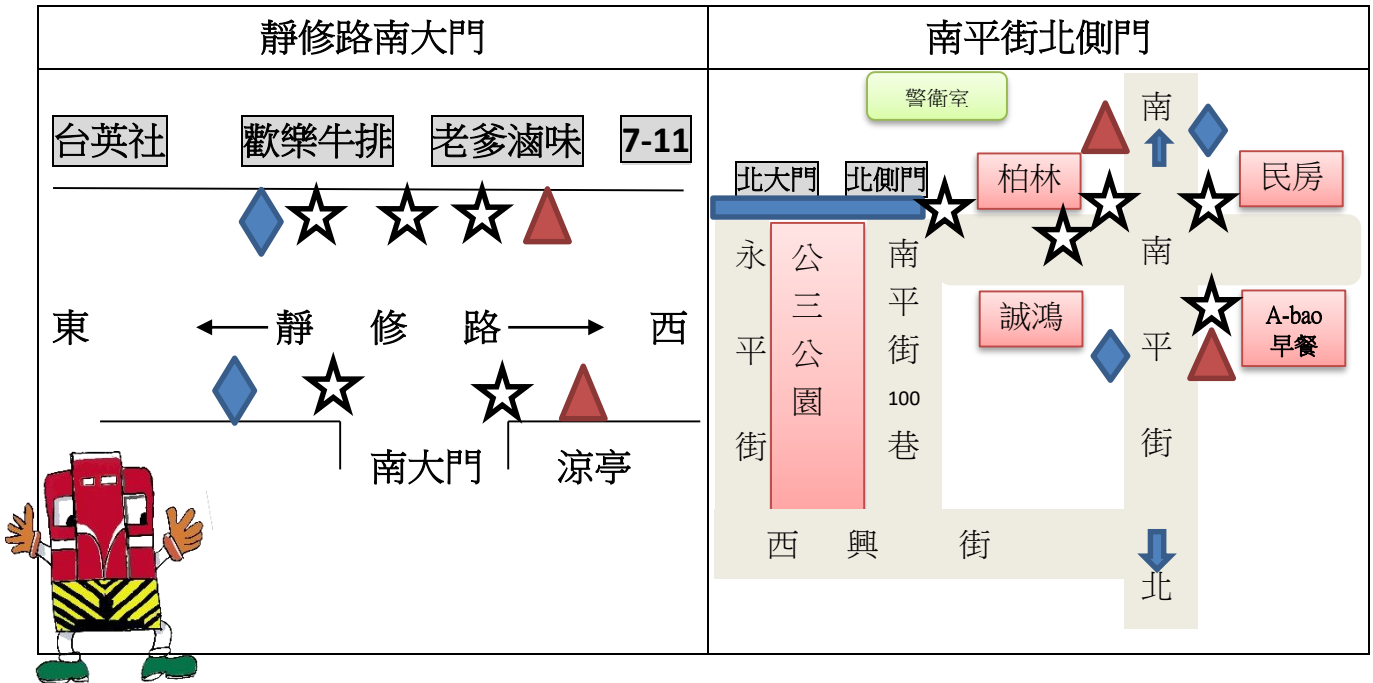 靜修路南大門
南平街北側門
台英社
歡樂牛排
老爹滷味
7-11
東
靜修路
西
南大門
涼亭
警衛室
北大門
北側門
柏林
民房
誠鴻
A-bao
早餐
永平街
公三公園
南平街100巷
南
南平街
北
西興街